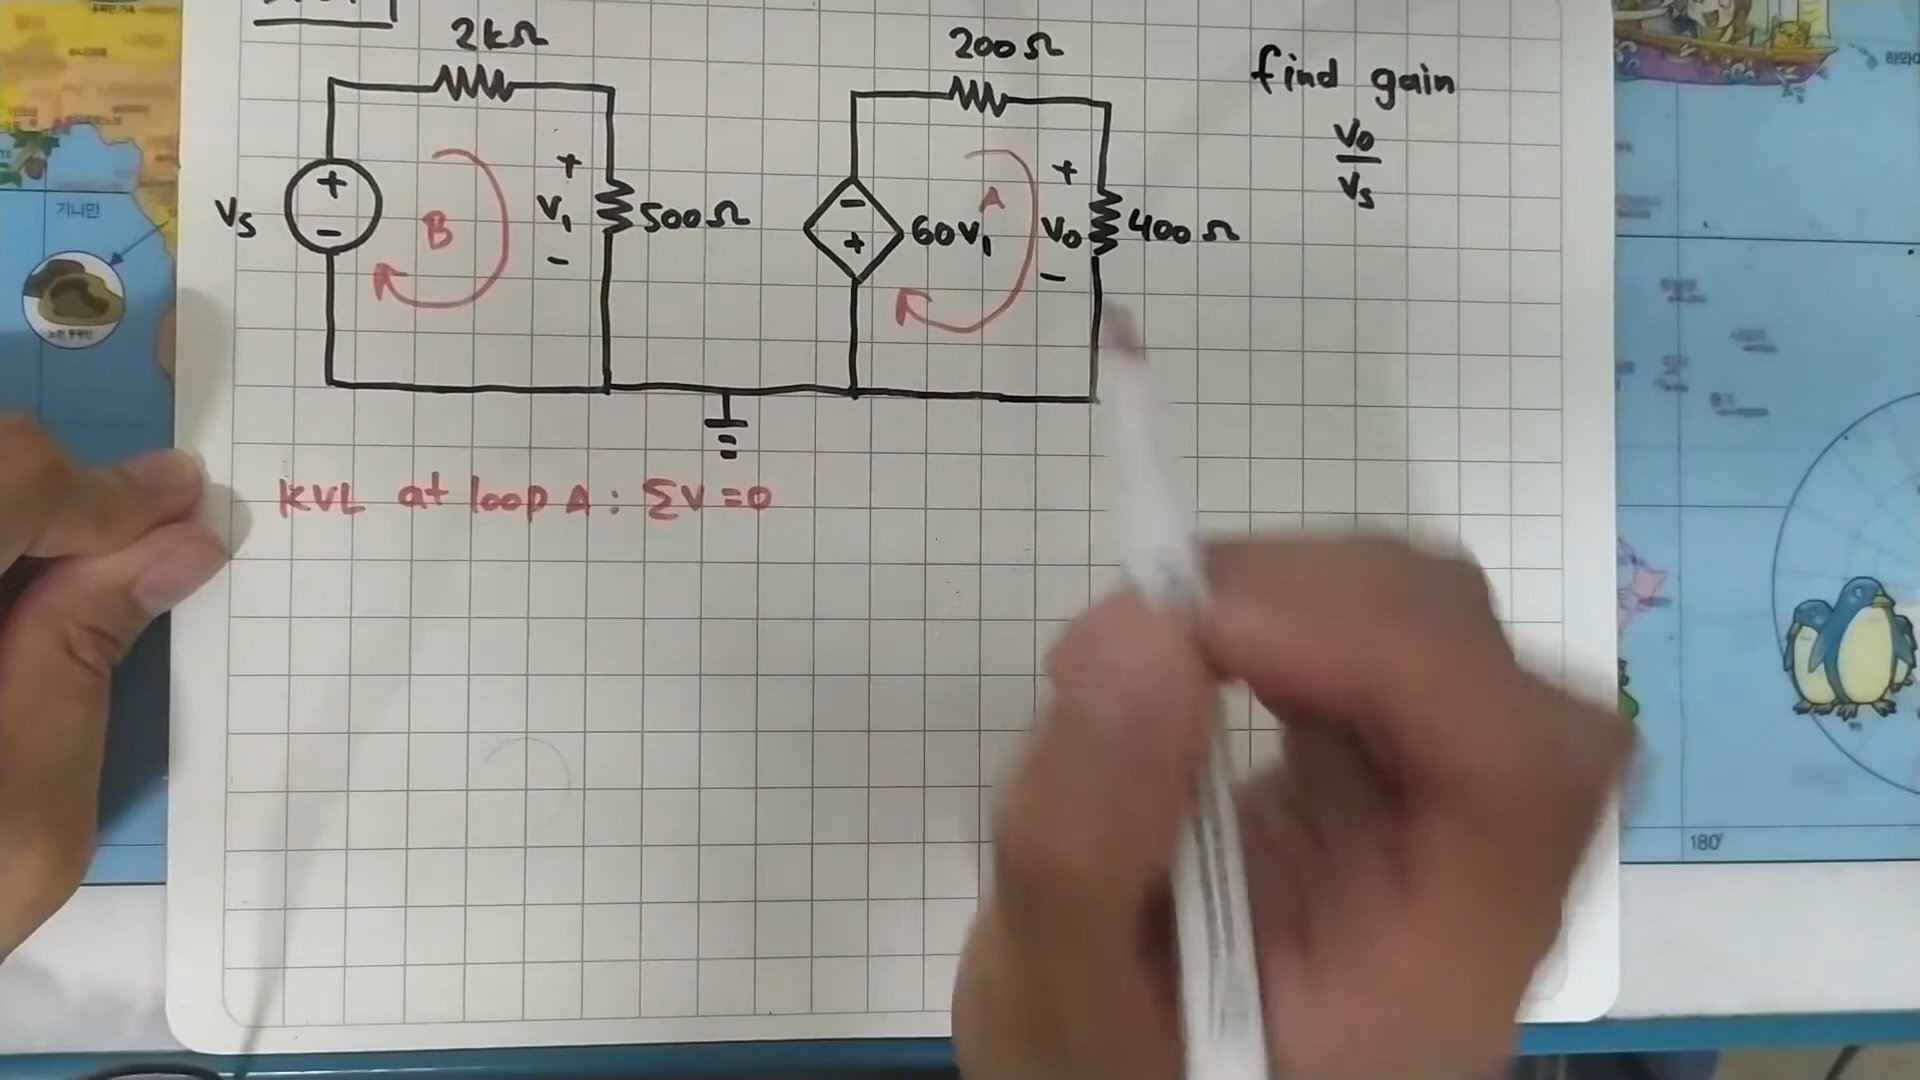 2kΩ
200Ω
find gain
Vo
Vs
Vs
+
-
B
+
V1
-
500Ω
-
+
60V1
A
+
Vo
-
400Ω
KVL at loop A: ΣV=0
기니만
180°